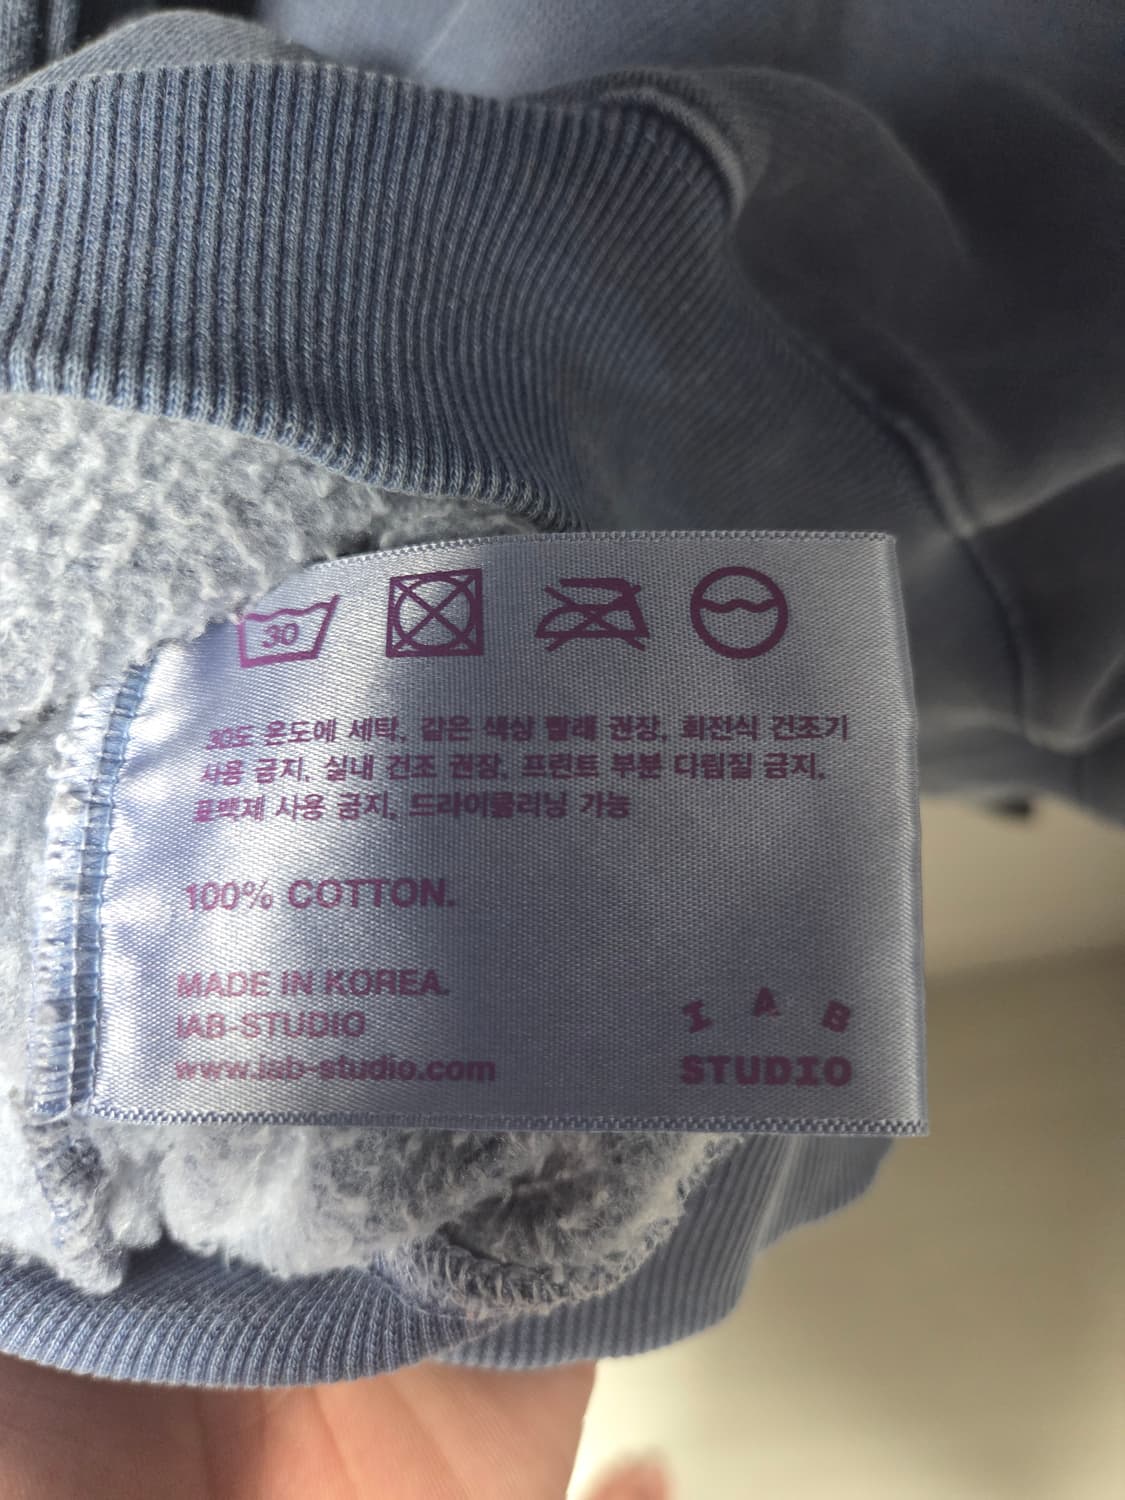 30
30도 온도에 세탁, 같은 색상 빨래 권장, 회전식 건조기
사용 금지, 실내 건조 권장, 프린트 부분 다림질 금지,
표백제 사용 금지, 드라이클리닝 가능
100% COTTON.
MADE IN KOREA.
IAB-STUDIO
www.iab-studio.com
I A B
STUDIO